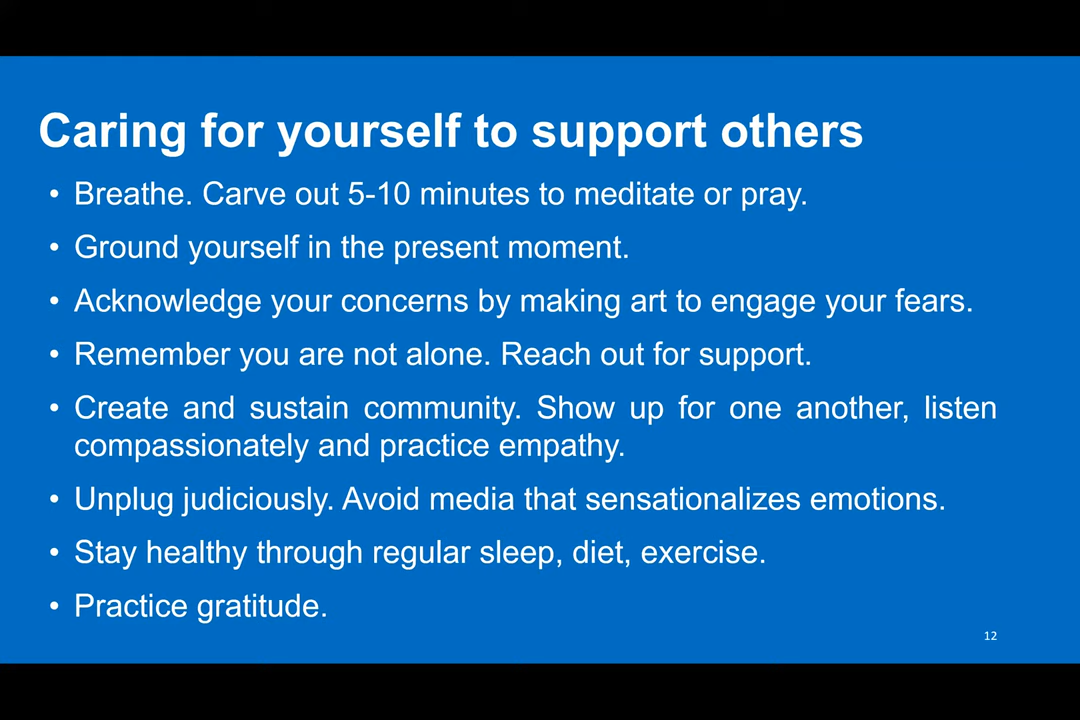 Caring for yourself to support others
• Breathe. Carve out 5-10 minutes to meditate or pray.
• Ground yourself in the present moment.
• Acknowledge your concerns by making art to engage your fears.
• Remember you are not alone. Reach out for support.
• Create and sustain community. Show up for one another, listen
compassionately and practice empathy.
• Unplug judiciously. Avoid media that sensationalizes emotions.
• Stay healthy through regular sleep, diet, exercise.
• Practice gratitude.
12